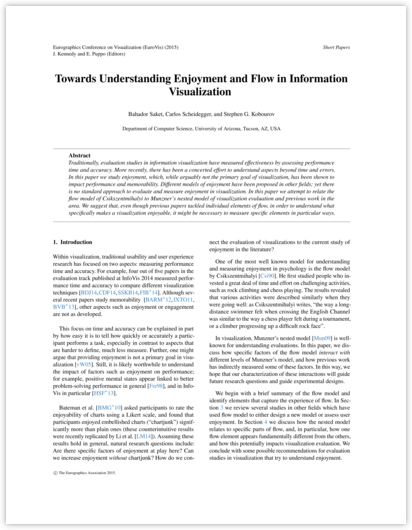 Eurographics Conference on Visualization (EuroVis) (2015)
J. Kennedy and E. Puppo (Editors)
Short Papers
Towards Understanding Enjoyment and Flow in Information
Visualization
Bahador Saket, Carlos Scheidegger, and Stephen G. Kobourov
Department of Computer Science, University of Arizona, Tucson, AZ, USA
Abstract
Traditionally, evaluation studies in information visualization have measured effectiveness by assessing performance
time and accuracy. More recently, there has been a concerted effort to understand aspects beyond time and errors.
In this paper we study enjoyment, which, while arguably not the primary goal of visualization, has been shown to
impact performance and memorability. Different models of enjoyment have been proposed in other fields; yet there
is no standard approach to evaluate and measure enjoyment in visualization. In this paper we attempt to relate the
flow model of Csikszentmihalyi to Munzner's nested model of visualization evaluation and previous work in the
area. We suggest that, even though previous papers tackled individual elements of flow, in order to understand what
specifically makes a visualization enjoyable, it might be necessary to measure specific elements in particular ways.
1. Introduction
Within visualization, traditional usability and user experience
research has focused on two aspects: measuring performance
time and accuracy. For example, four out of five papers in the
evaluation track published at InfoVis 2014 measured perfor-
mance time and accuracy to compare different visualization
several recent papers study memorability
other aspects such as enjoyment or engagement
are not as developed.
This focus on time and accuracy can be explained in part
by how easy it is to tell how quickly or accurately a partic-
ipant performs a task, especially in contrast to aspects that
are harder to define, much less measure. Further, one might
argue that providing enjoyment is not a primary goal in visua-
lization [vW05]. Still, it is likely worthwhile to understand
the impact of factors such as enjoyment on performance;
for example, positive mental states appear linked to better
problem-solving performance in general [Fre98], and in Info-
Vis in particular [HSF*13].
Bateman et al. [BMG*10] asked participants to rate the
enjoyability of charts using a Likert scale, and found that
participants enjoyed embellished charts ("chartjunk") signif-
icantly more than plain ones (these counterintuitive results
were recently replicated by Li et al. [LM14]). Assuming these
results hold in general, natural research questions include:
Are there specific factors of enjoyment at play here? Can
we increase enjoyment without chartjunk? How do we con-
© The Eurographics Association 2015.
nect the evaluation of visualizations to the current study of
enjoyment in the literature?
One of the most well known model for understanding
and measuring enjoyment in psychology is the flow model
by Csikszentmihalyi [Csi90]. He first studied people who in-
vested a great deal of time and effort on challenging activities,
such as rock climbing and chess playing. The results revealed
that various activities were described similarly when they
were going well: as Csikszentmihalyi writes, "the way a long-
distance swimmer felt when crossing the English Channel
was similar to the way a chess player felt during a tournament,
or a climber progressing up a difficult rock face".
In visualization, Munzner's nested model [Mun09] is well-
known for understanding evaluations. In this paper, we dis-
cuss how specific factors of the flow model interact with
different levels of Munzner's model, and how previous work
has indirectly measured some of these factors. In this way, we
hope that our characterization of these interactions will guide
future research questions and guide experimental designs.
We begin with a brief summary of the flow model and
identify elements that capture the experience of flow. In Sec-
tion 3 we review several studies in other fields which have
used flow model to either design a new model or assess user
enjoyment. In Section 4 we discuss how the nested model
relates to specific parts of flow, and, in particular, how one
flow element appears fundamentally different from the others,
and how this potentially impacts visualization evaluation. We
conclude with some possible recommendations for evaluation
studies in visualization that try to understand enjoyment.